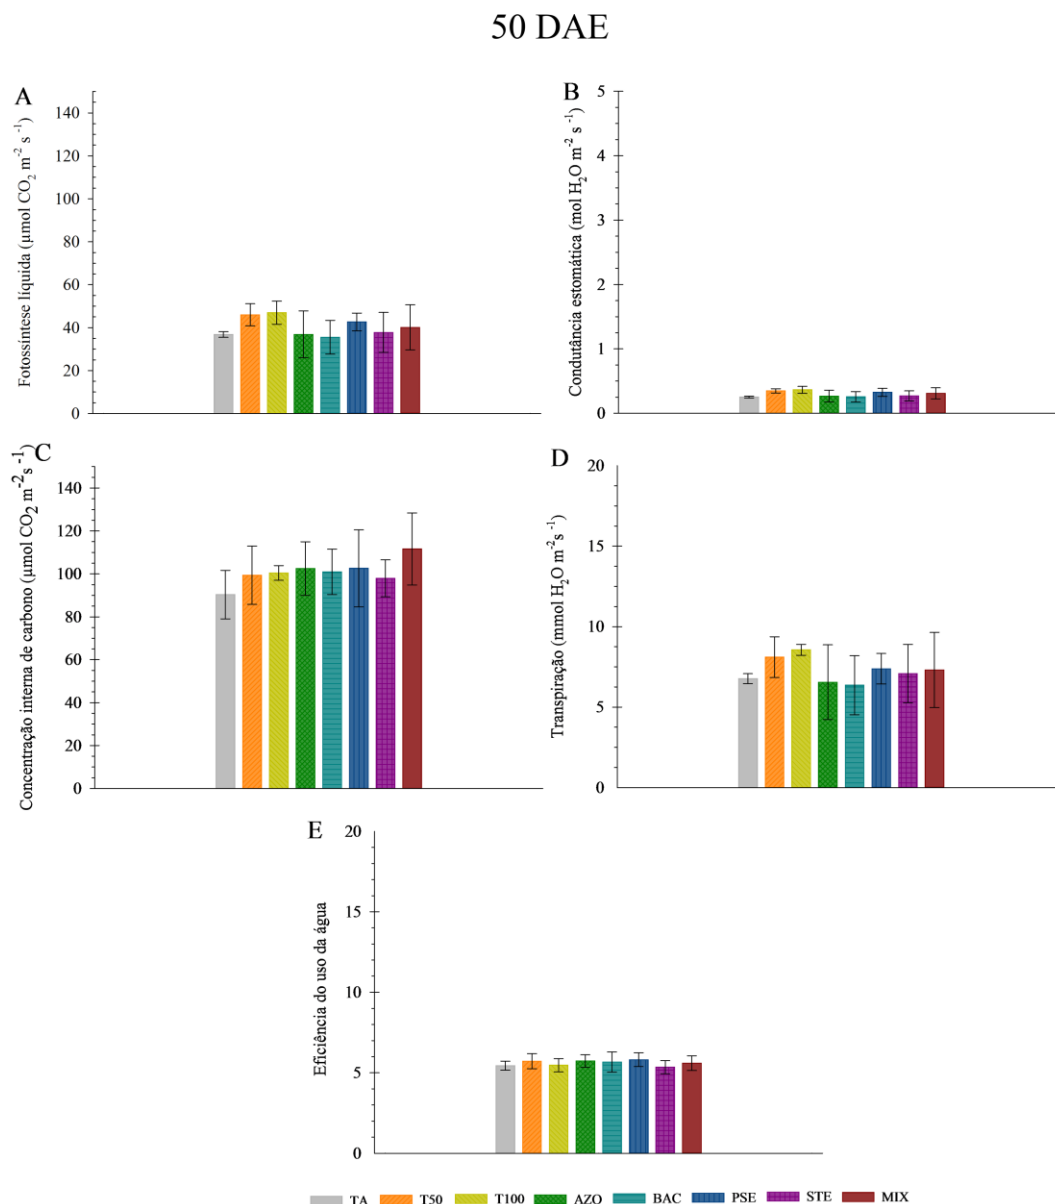 50 DAE
A
Fotossíntese líquida (µmol CO₂ m⁻² s⁻¹)
140
120
100
80
60
40
20
0
B
Condutância estomática (mol H₂O m⁻² s⁻¹)
5
4
3
2
1
0
C
Concentração interna de carbono (µmol CO₂ m⁻²s⁻¹)
140
120
100
80
60
40
20
0
D
Transpiração (mmol H₂O m⁻²s⁻¹)
20
15
10
5
0
E
Eficiência do uso da água
20
15
10
5
0
TA T50 T100 AZO BAC PSE STE MIX